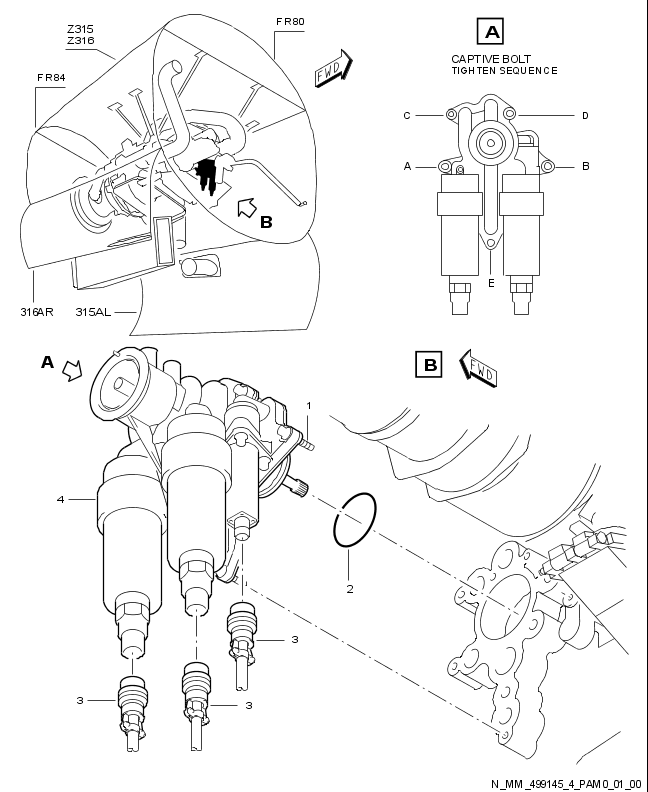 Z315
Z316
FR80
FR84
FWD
B
316AR
315AL
A
CAPTIVE BOLT
TIGHTEN SEQUENCE
C
D
A
B
E
A
B
FWD
1
4
2
3
3
3
N_MM_499145_4_PAM0_01_00